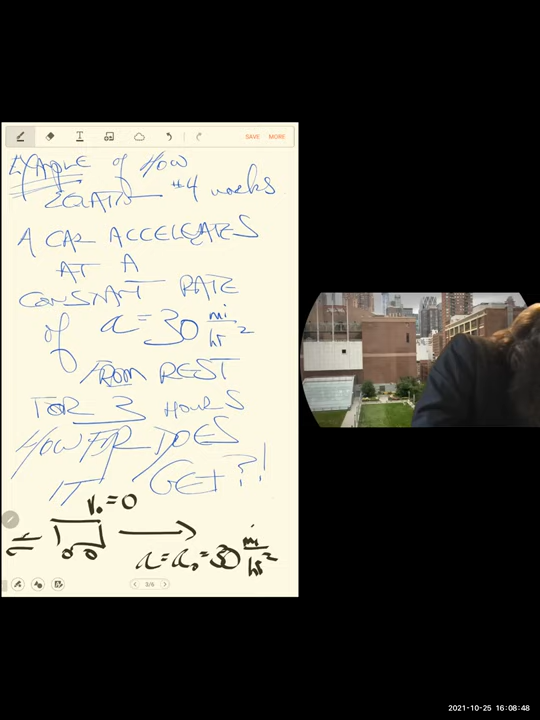 SAVE MORE
EXAMPLE of HOW
EQUATION #4 works
A CAR ACCELERATES
AT A
CONSTANT RATE
of a = 30 mi/hr²
FROM REST
FOR 3 HOURS
HOW FAR DOES
IT GET?!
v₀ = 0
a = a₀ = 30 mi/hr²
3/6
2021-10-25 16:08:48